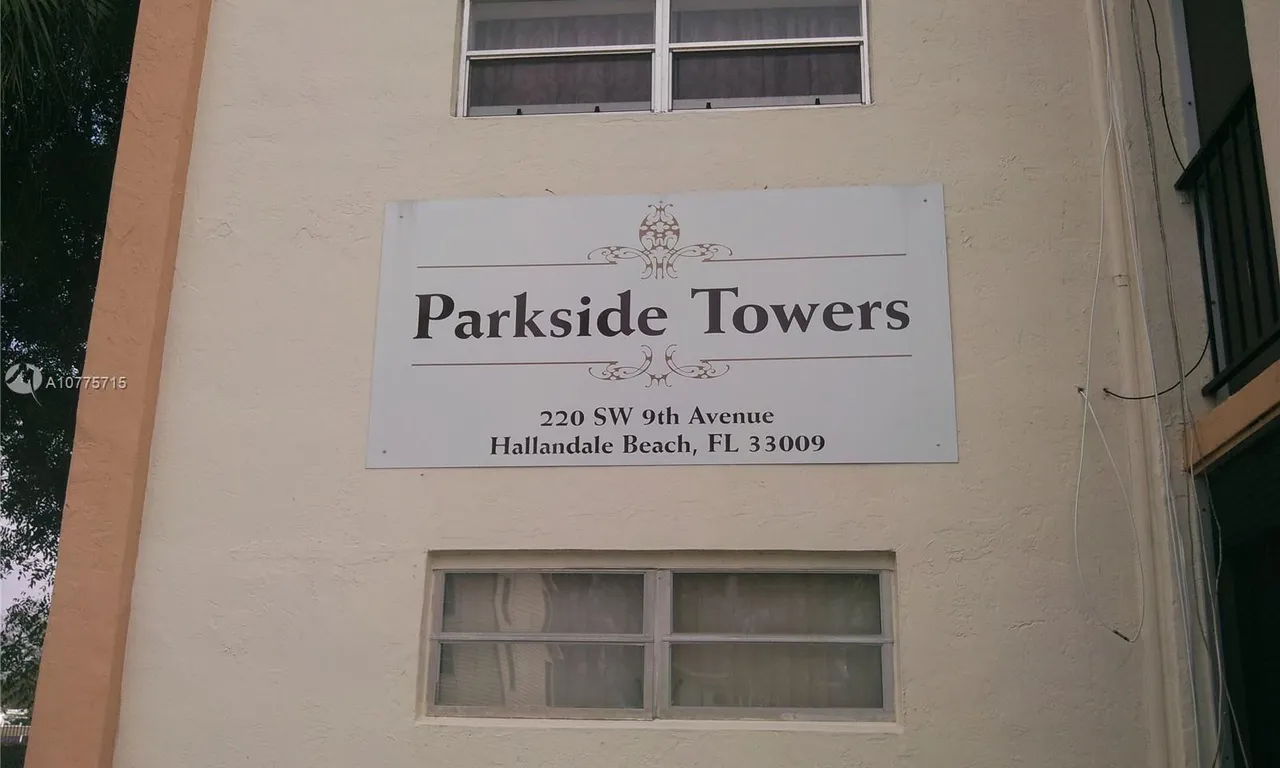 Parkside Towers
220 SW 9th Avenue
Hallandale Beach, FL 33009
A10775715